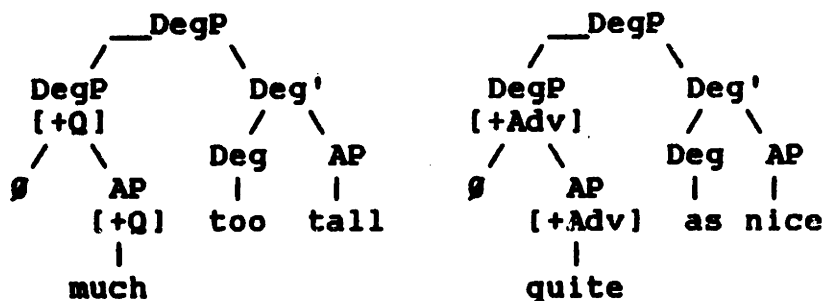 DegP DegP
DegP Deg' DegP Deg'
[+Q] [+Adv]
Deg AP Deg AP
Ø AP Ø AP
[+Q] too tall [+Adv] as nice
much quite